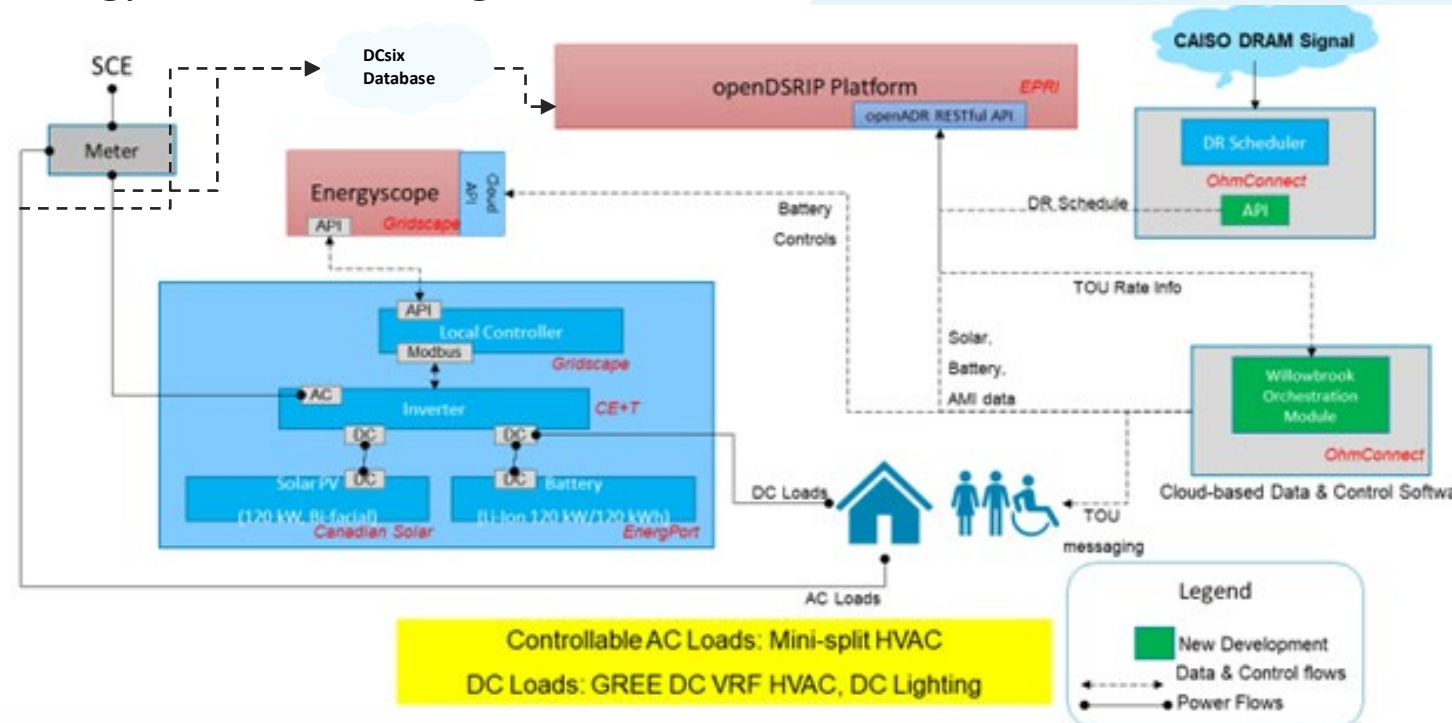 SCE
Meter
DCsix
Database
openDSRIP Platform
EPRI
openADR RESTful API
CAISO DRAM Signal
DR Scheduler
OhmConnect
API
DR Schedule
Energyscope
Cloud
API
API
Gridscape
Battery
Controls
TOU Rate Info
Solar,
Battery,
AMI data
API
Local Controller
Modbus
Gridscape
AC
Inverter
CE+T
DC
DC
Solar PV
DC
(120 kW, Bi-facial)
Canadian Solar
DC
Battery
(Li-Ion 120 kW/120 kWh)
EnergPort
Willowbrook
Orchestration
Module
OhmConnect
Cloud-based Data & Control Softwa
DC Loads
TOU
messaging
AC Loads
Controllable AC Loads: Mini-split HVAC
DC Loads: GREE DC VRF HVAC, DC Lighting
Legend
New Development
Data & Control flows
Power Flows